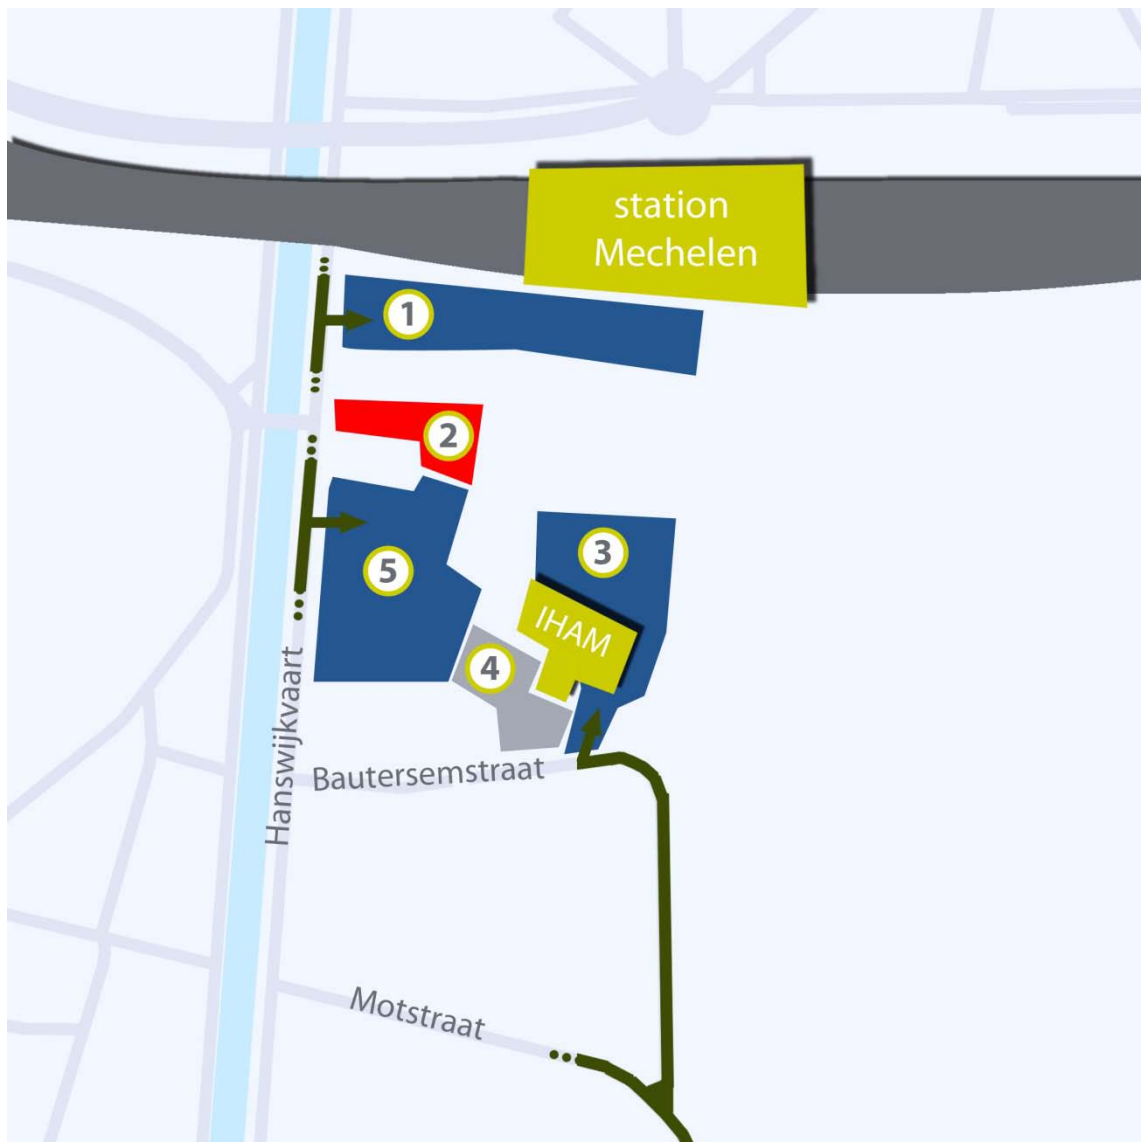 station
Mechelen
1
2
3
5
IHAM
4
Hanswijkvaart
Bautersemstraat
Motstraat